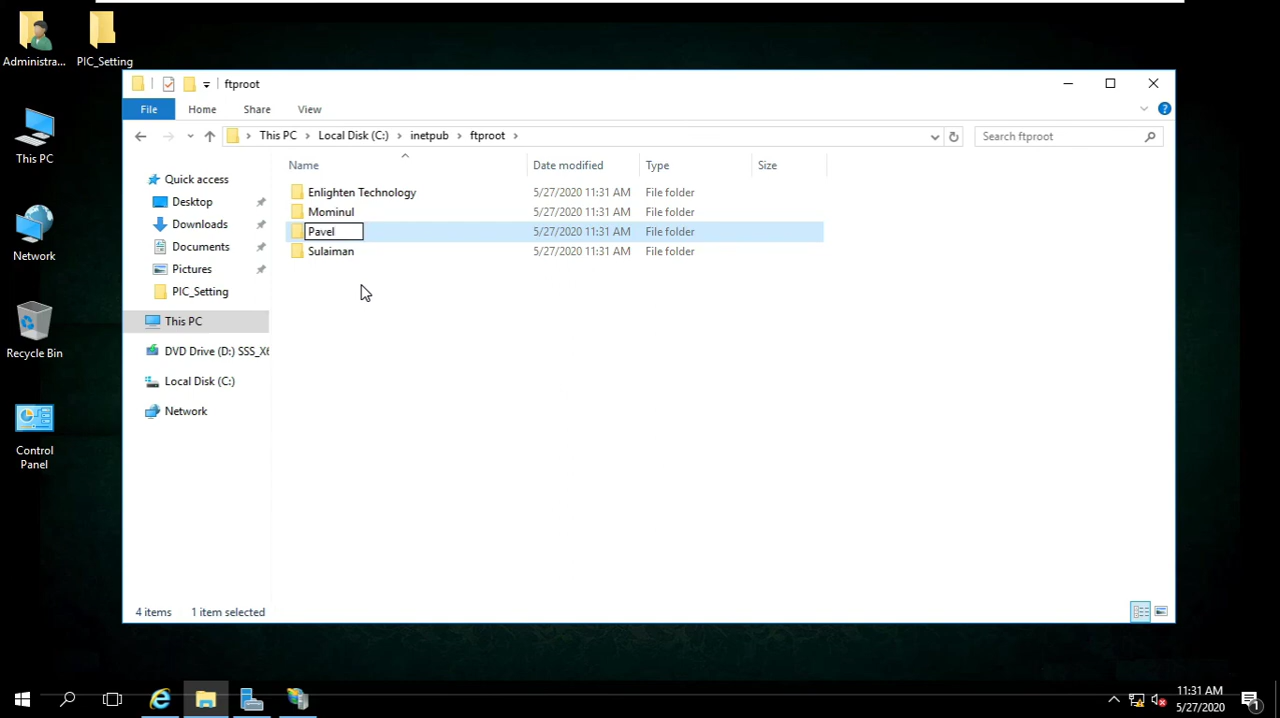 Administra...
PIC_Setting
This PC
Network
Recycle Bin
Control
Panel
ftproot
File
Home
Share
View
This PC
Local Disk (C:)
inetpub
ftproot
Search ftproot
Name
Date modified
Type
Size
Enlighten Technology
5/27/2020 11:31 AM
File folder
Mominul
5/27/2020 11:31 AM
File folder
Pavel
5/27/2020 11:31 AM
File folder
Sulaiman
5/27/2020 11:31 AM
File folder
Quick access
Desktop
Downloads
Documents
Pictures
PIC_Setting
This PC
DVD Drive (D:) SSS_X6
Local Disk (C:)
Network
4 items
1 item selected
11:31 AM
5/27/2020
1